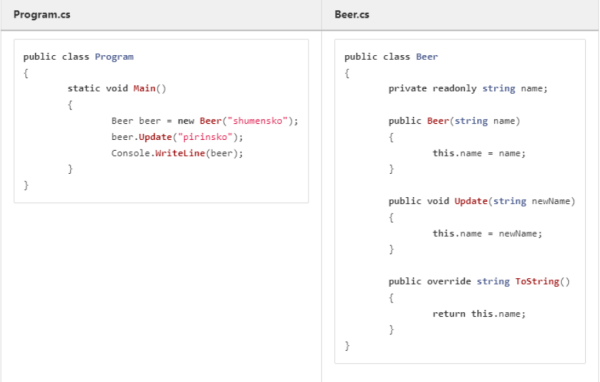 Program.cs
public class Program
{
static void Main()
{
Beer beer = new Beer("shumensko");
beer.Update("pirinsko");
Console.WriteLine(beer);
}
}
Beer.cs
public class Beer
{
private readonly string name;
public Beer(string name)
{
this.name = name;
}
public void Update(string newName)
{
this.name = newName;
}
public override string ToString()
{
return this.name;
}
}